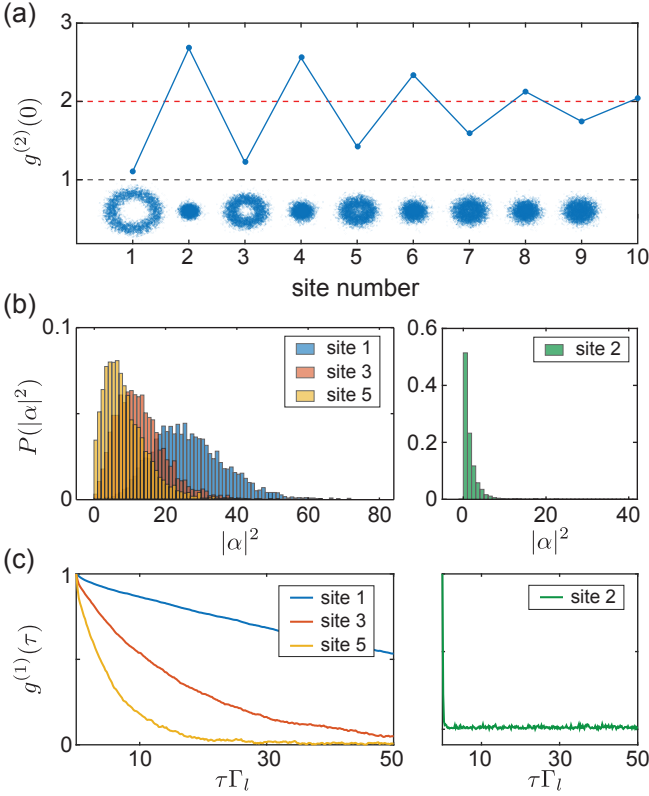 (a)
3
2
1
g^{(2)}(0)
1 2 3 4 5 6 7 8 9 10
site number
(b)
0.1
0
P(|α|^2)
site 1
site 3
site 5
0 20 40 60 80
|α|^2
0.6
0.4
0.2
0
site 2
0 20 40
|α|^2
(c)
1
0
g^{(1)}(τ)
site 1
site 3
site 5
10 30 50
τΓ_l
site 2
10 30 50
τΓ_l